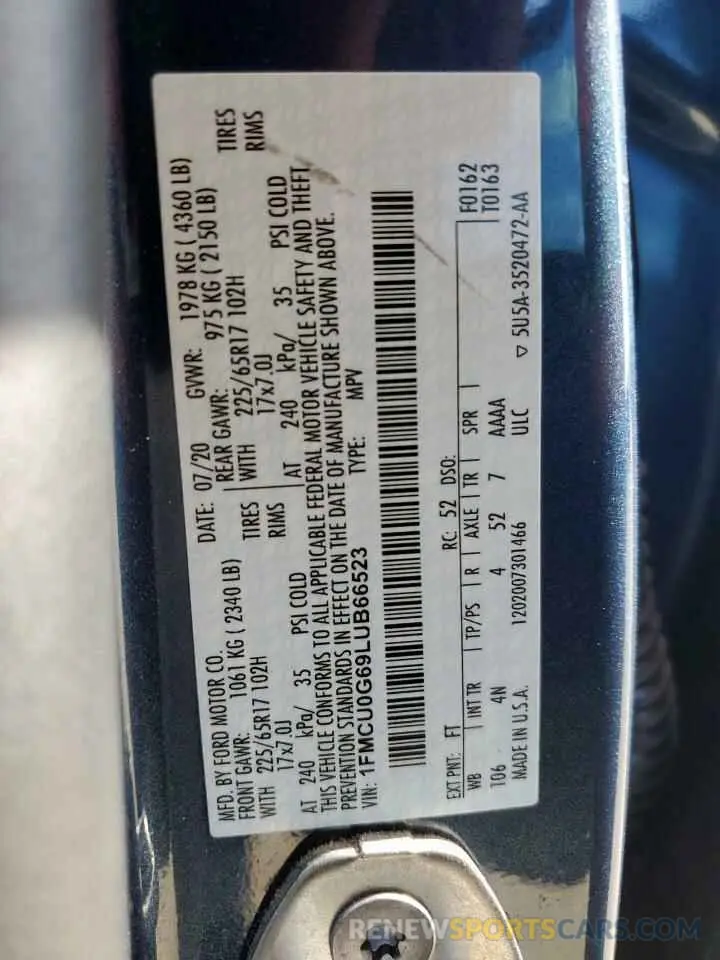 MFD. BY FORD MOTOR CO.
DATE: 07/20 GVWR: 1978 KG ( 4360 LB)
FRONT GAWR: 1061 KG ( 2340 LB) REAR GAWR: 975 KG ( 2150 LB)
WITH 225/65R17 102H TIRES WITH 225/65R17 102H TIRES
17x7.0J RIMS 17x7.0J RIMS
AT 240 kPa/ 35 PSI COLD AT 240 kPa/ 35 PSI COLD
THIS VEHICLE CONFORMS TO ALL APPLICABLE FEDERAL MOTOR VEHICLE SAFETY AND THEFT
PREVENTION STANDARDS IN EFFECT ON THE DATE OF MANUFACTURE SHOWN ABOVE.
VIN: 1FMCU0G69LUB66523 TYPE: MPV
EXT PNT: FT RC: 52 DSO: F0162
WB INT TR TP/PS R AXLE TR SPR T0163
106 4N 4 52 7 AAAA
MADE IN U.S.A. 1202007301466 ULC ▽ 5U5A-3520472-AA
RENEWSPORTSCARS.COM